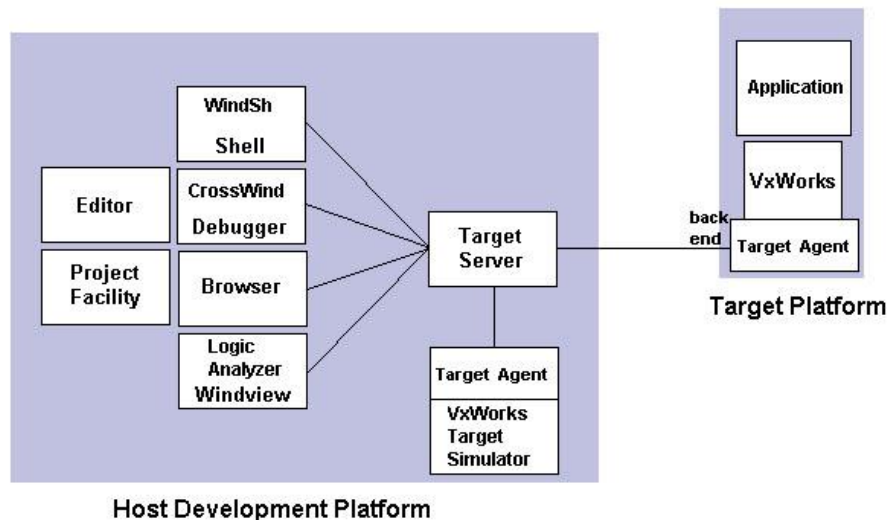 WindSh
Shell
Editor
CrossWind
Debugger
Project
Facility
Browser
Logic
Analyzer
Windview
Target
Server
Target Agent
VxWorks
Target
Simulator
Host Development Platform
back
end
Application
VxWorks
Target Agent
Target Platform